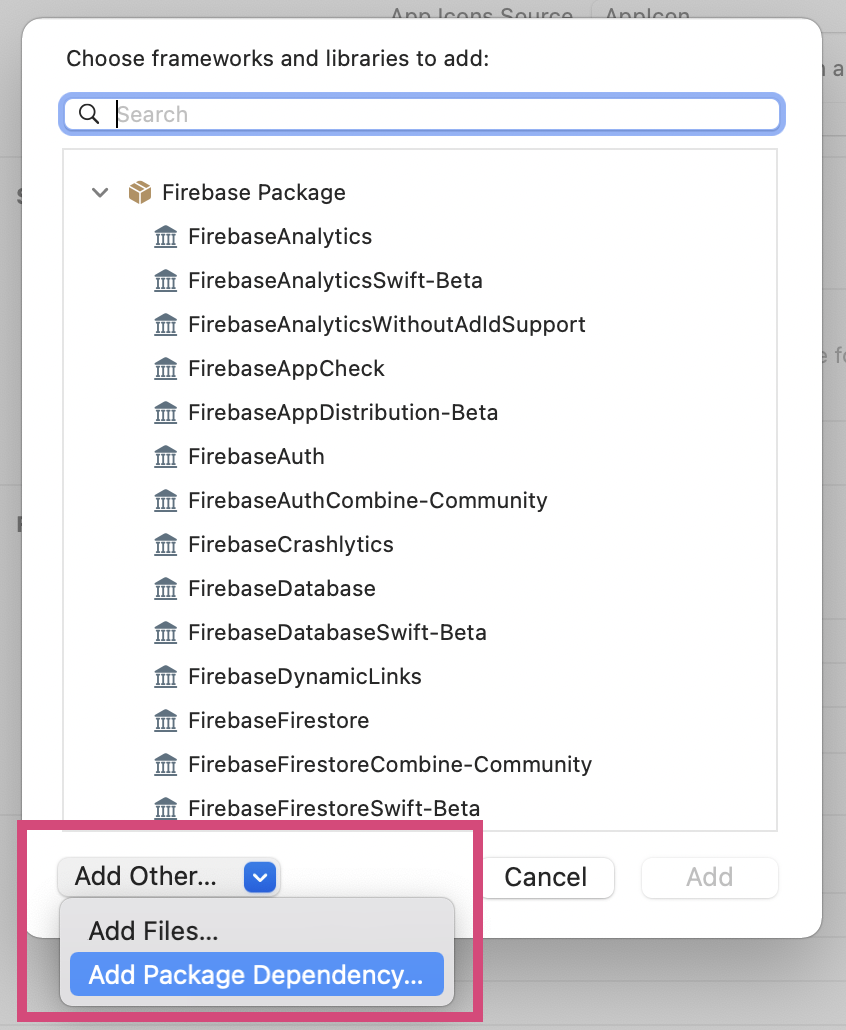 App Icons Source AppIcon
Choose frameworks and libraries to add:
Search
Firebase Package
FirebaseAnalytics
FirebaseAnalyticsSwift-Beta
FirebaseAnalyticsWithoutAdIdSupport
FirebaseAppCheck
FirebaseAppDistribution-Beta
FirebaseAuth
FirebaseAuthCombine-Community
FirebaseCrashlytics
FirebaseDatabase
FirebaseDatabaseSwift-Beta
FirebaseDynamicLinks
FirebaseFirestore
FirebaseFirestoreCombine-Community
FirebaseFirestoreSwift-Beta
Add Other... Cancel Add
Add Files...
Add Package Dependency...